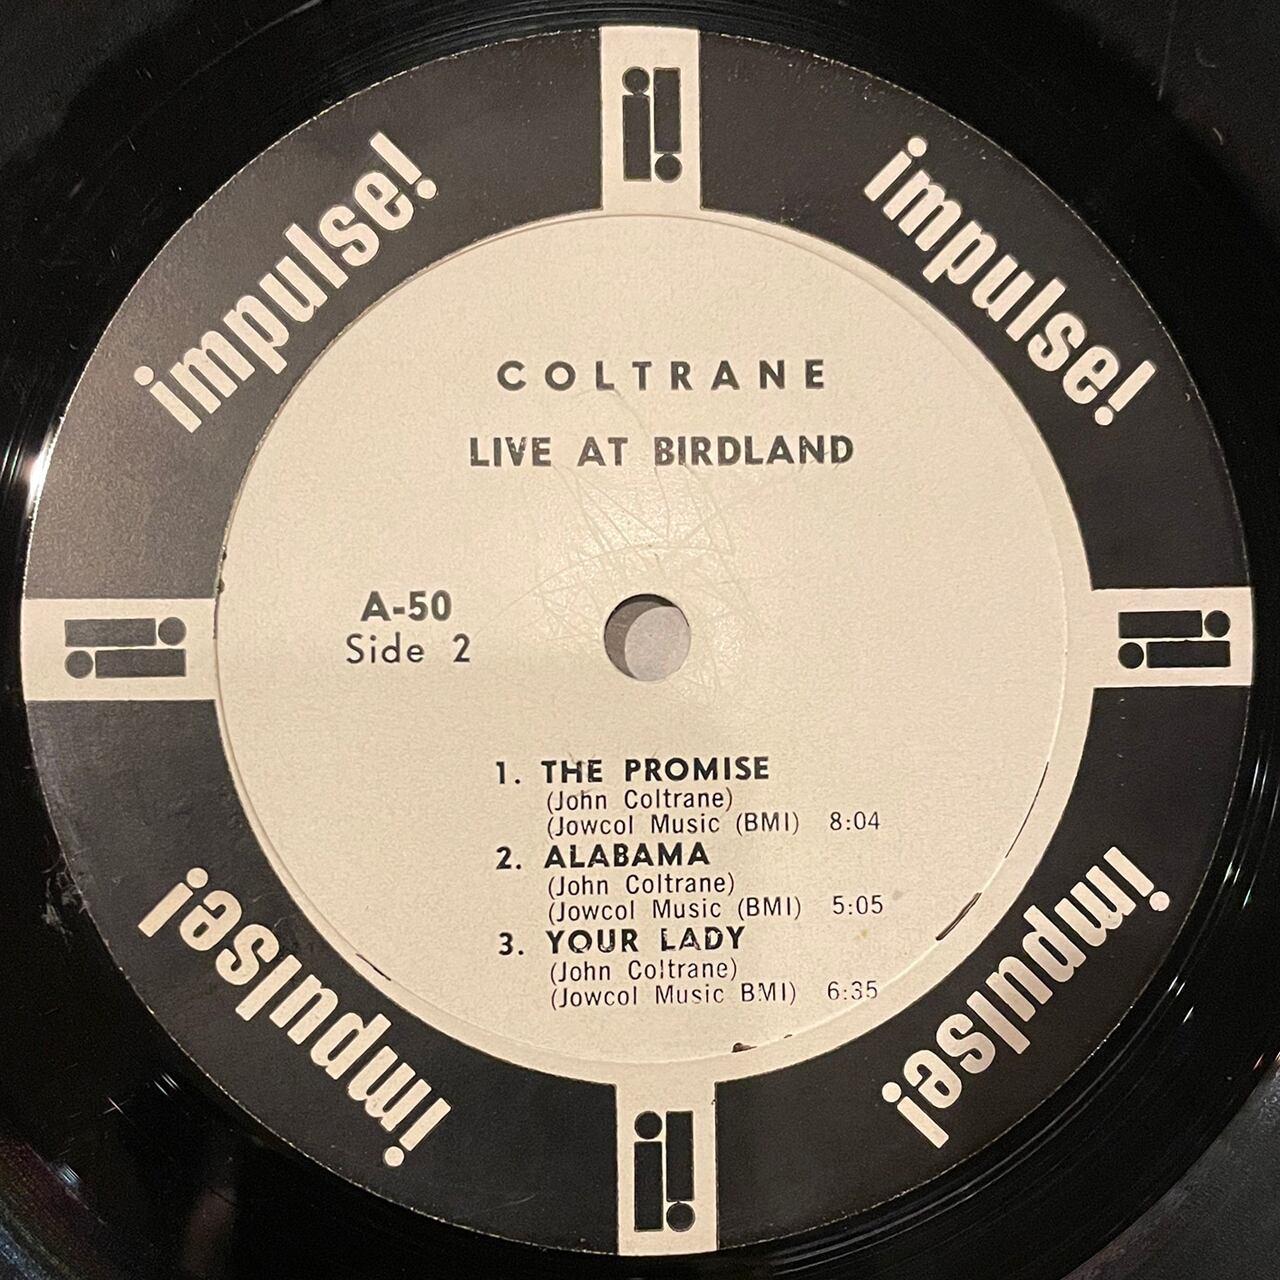 impulse!
impulse!
COLTRANE
LIVE AT BIRDLAND
A-50
Side 2
1. THE PROMISE
(John Coltrane)
(Jowcol Music (BMI) 8:04
2. ALABAMA
(John Coltrane)
(Jowcol Music (BMI) 5:05
3. YOUR LADY
(John Coltrane)
(Jowcol Music BMI) 6:35
impulse!
impulse!